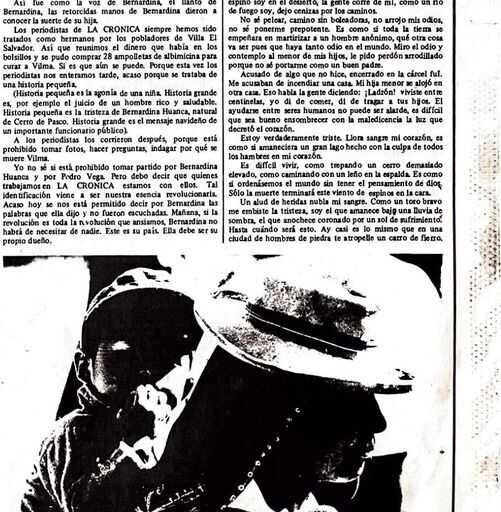 Así fue como la voz de Bernardina, el llanto de
Bernardina, las retorcidas manos de Bernardina dieron a
conocer la suerte de su hija.
Los periodistas de LA CRONICA siempre hemos sido
tratados como hermanos por los pobladores de Villa El
Salvador. Así que reunimos el dinero que había en los
bolsillos y se pudo comprar 28 ampolletas de albimicina para
curar a Vilma. Si es que aún se puede. Porque esta vez los
periodistas nos enteramos tarde, acaso porque se trataba de
una historia pequeña.
(Historia pequeña es la agonía de una niña. Historia grande
es, por ejemplo el juicio de un hombre rico y saludable.
Historia pequeña es la tristeza de Bernardina Huanca, natural
de Cerro de Pasco. Historia grande es el mensaje navideño de
un importante funcionario público).
A los periodistas los corrieron después, porque está
prohibido tomar fotos, hacer preguntas, indagar por qué se
muere Vilma.
Yo no sé si está prohibido tomar partido por Bernardina
Huanca y por Pedro Vega. Pero debo decir que quienes
trabajamos en LA CRONICA estamos con ellos. Tal
identificación viene a ser nuestra esencia revolucionaria.
Acaso hoy se nos está permitido decir por Bernardina las
palabras que ella dijo y no fueron escuchadas. Mañana, si la
revolución es toda la revolución que ansiamos, Bernardina no
habrá de necesitar de nadie. Este es su país. Ella debe ser su
propio dueño.
espino soy en el desierto, la gente corre de mí, como un río
de fuego soy, dejo cenizas por los caminos.
No sé pelear, camino sin boleadoras, no arrojo mis odios,
no sé ponerme prepotente. Es como si toda la tierra se
empeñara en martirizar a un hombre anónimo, qué otra cosa
va ser pues que haya tanto odio en el mundo. Miro el odio y
contemplo al menor de mis hijos, le pido perdón arrodillado
porque no sé portarme como un buen padre.
Acusado de algo que no hice, encerrado en la cárcel fui.
Me acusaban de incendiar una casa. Mi hija menor se alojó en
otra casa. Eso habla la gente diciendo: ¡Ladrón! viviste entre
centinelas, yo di de comer, di de tragar a tus hijos. El
ayudarse entre seres humanos no puede ser alarde, es difícil
que sea bueno ensombrecer con la maledicencia la luz que
decretó el corazón.
Estoy verdaderamente triste. Llora sangre mi corazón, es
como si amaneciera un gran lago hecho con la culpa de todos
los hombres en mi corazón.
Es difícil vivir, como trepando un cerro demasiado
elevado, como caminando con un leño en la espalda. Es como
si ordenásemos el mundo sin tener el pensamiento de dios.
Sólo la muerte terminará este viento de espinos en la cara.
Un alud de heridas nubla mi sangre. Como un toro bravo
me embiste la tristeza, soy el que amanece bajo una lluvia de
sombra, el que anochece coronado por un sol de sufrimiento.
Hasta cuándo será esto. Ay casi es lo mismo que en una
ciudad de hombres de piedra te atropelle un carro de fierro.